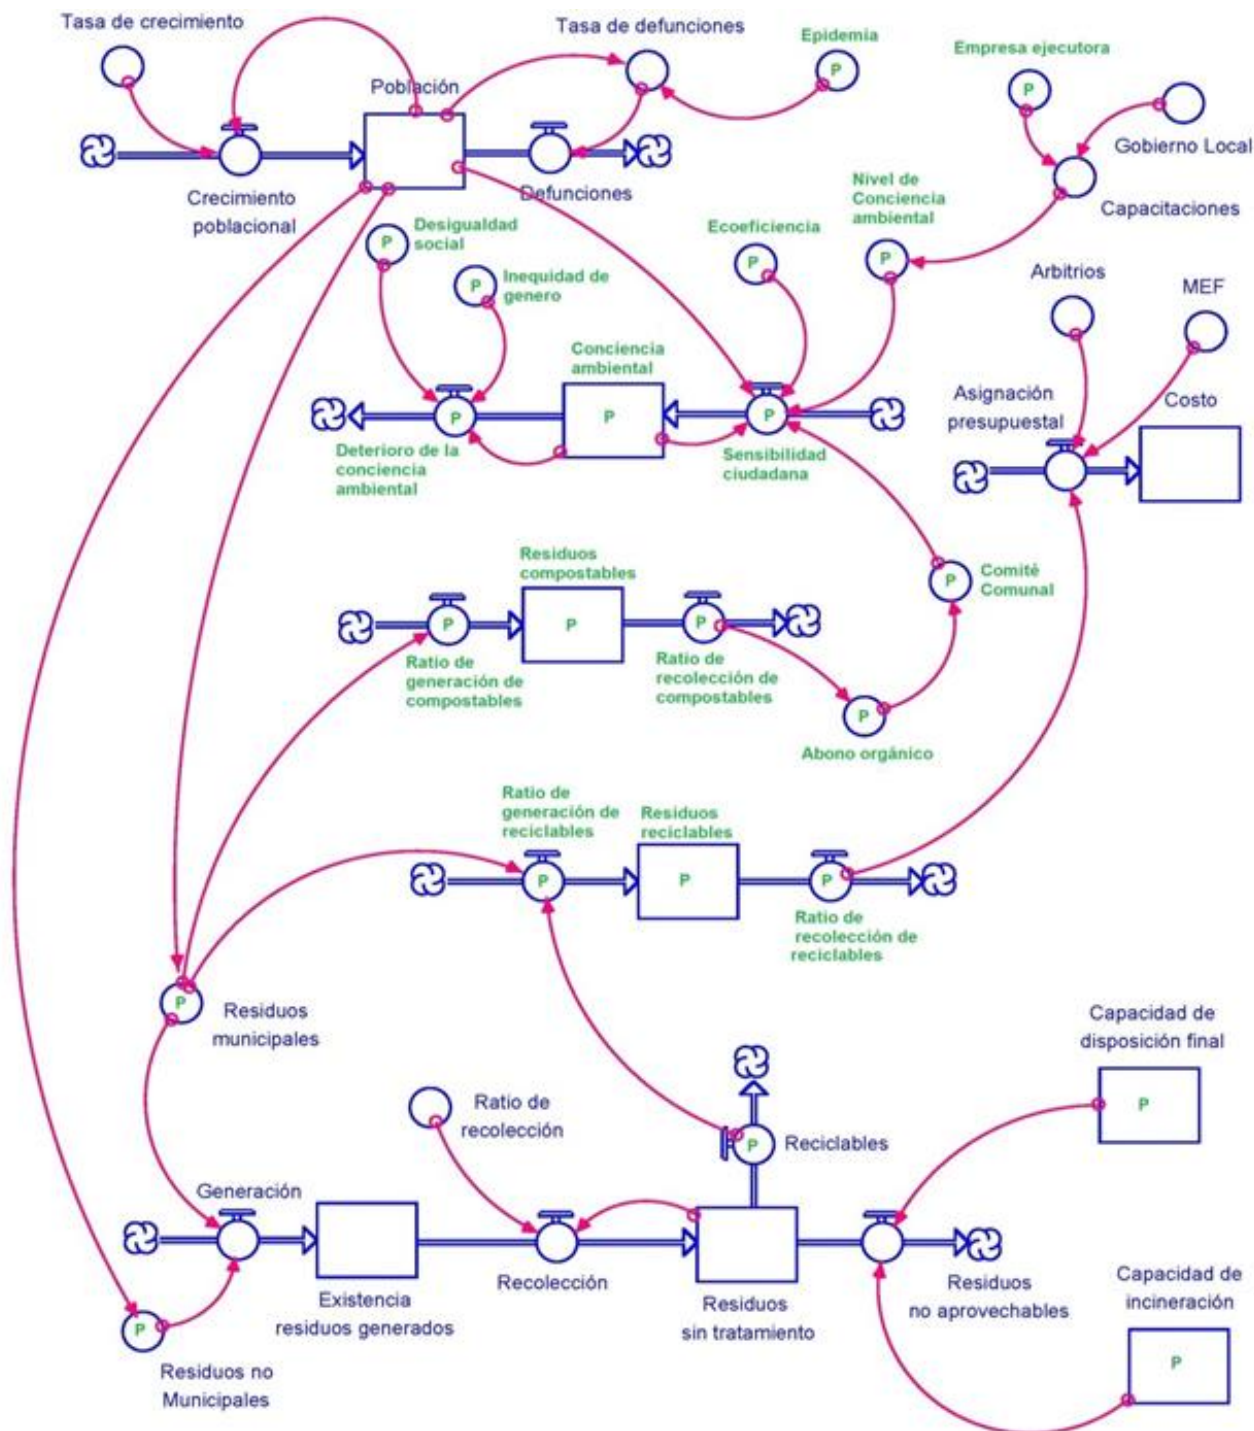 Tasa de crecimiento
Tasa de defunciones
Epidemia
P
Empresa ejecutora
P
Población
Gobierno Local
Crecimiento
poblacional
Defunciones
Nivel de
Conciencia
ambiental
P
Capacitaciones
Desigualdad
social
P
Ecoeficiencia
P
Inequidad de
genero
P
Arbitrios
MEF
Conciencia
ambiental
P
P
P
Asignación
presupuestal
Costo
Deterioro de la
conciencia
ambiental
Sensibilidad
ciudadana
Residuos
compostables
P
P
P
Comité
Comunal
P
Ratio de
generación de
compostables
Ratio de
recolección de
compostables
P
Abono orgánico
Ratio de
generación de
reciclables
Residuos
reciclables
P
P
P
Ratio de
recolección de
reciclables
P
Residuos
municipales
Capacidad de
disposición final
P
Ratio de
recolección
P
Reciclables
Generación
Recolección
Existencia
residuos generados
Residuos
sin tratamiento
Residuos
no aprovechables
Capacidad de
incineración
P
P
Residuos no
Municipales